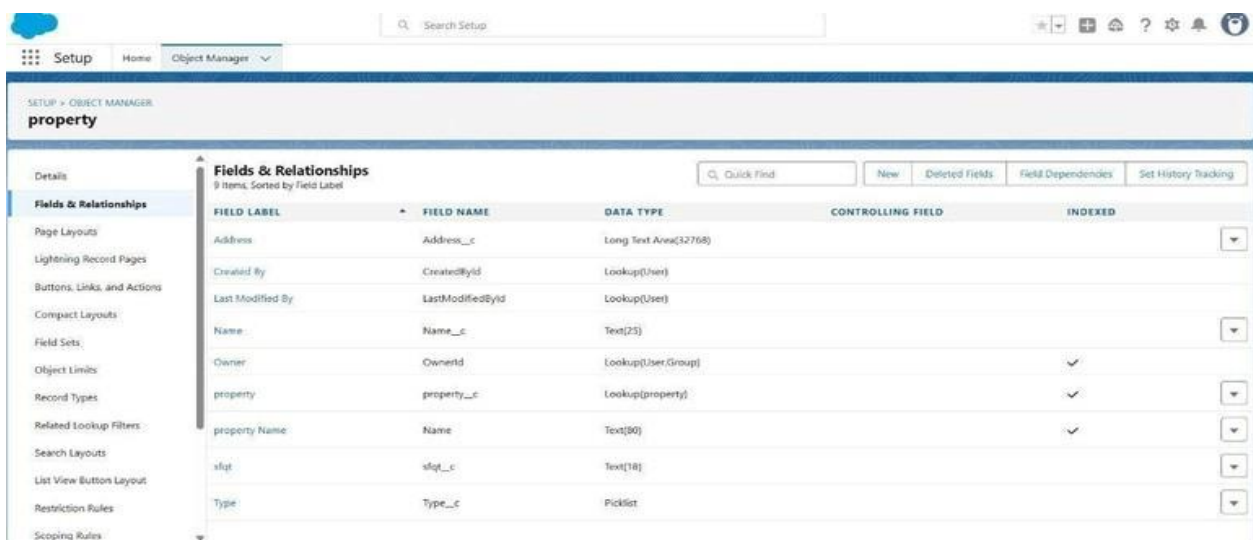 Search Setup
Setup Home Object Manager
SETUP > OBJECT MANAGER
property
Details
Fields & Relationships
Page Layouts
Lightning Record Pages
Buttons, Links, and Actions
Compact Layouts
Field Sets
Object Limits
Record Types
Related Lookup Filters
Search Layouts
List View Button Layout
Restriction Rules
Scoping Rules
Fields & Relationships
9 Items, Sorted by Field Label
Quick Find New Deleted Fields Field Dependencies Set History Tracking
FIELD LABEL FIELD NAME DATA TYPE CONTROLLING FIELD INDEXED
Address Address__c Long Text Area(32768)
Created By CreatedById Lookup(User)
Last Modified By LastModifiedById Lookup(User)
Name Name__c Text(25)
Owner OwnerId Lookup(User,Group)
property property__c Lookup(property)
property Name Name Text(80)
sfqt sfqt__c Text(18)
Type Type__c Picklist